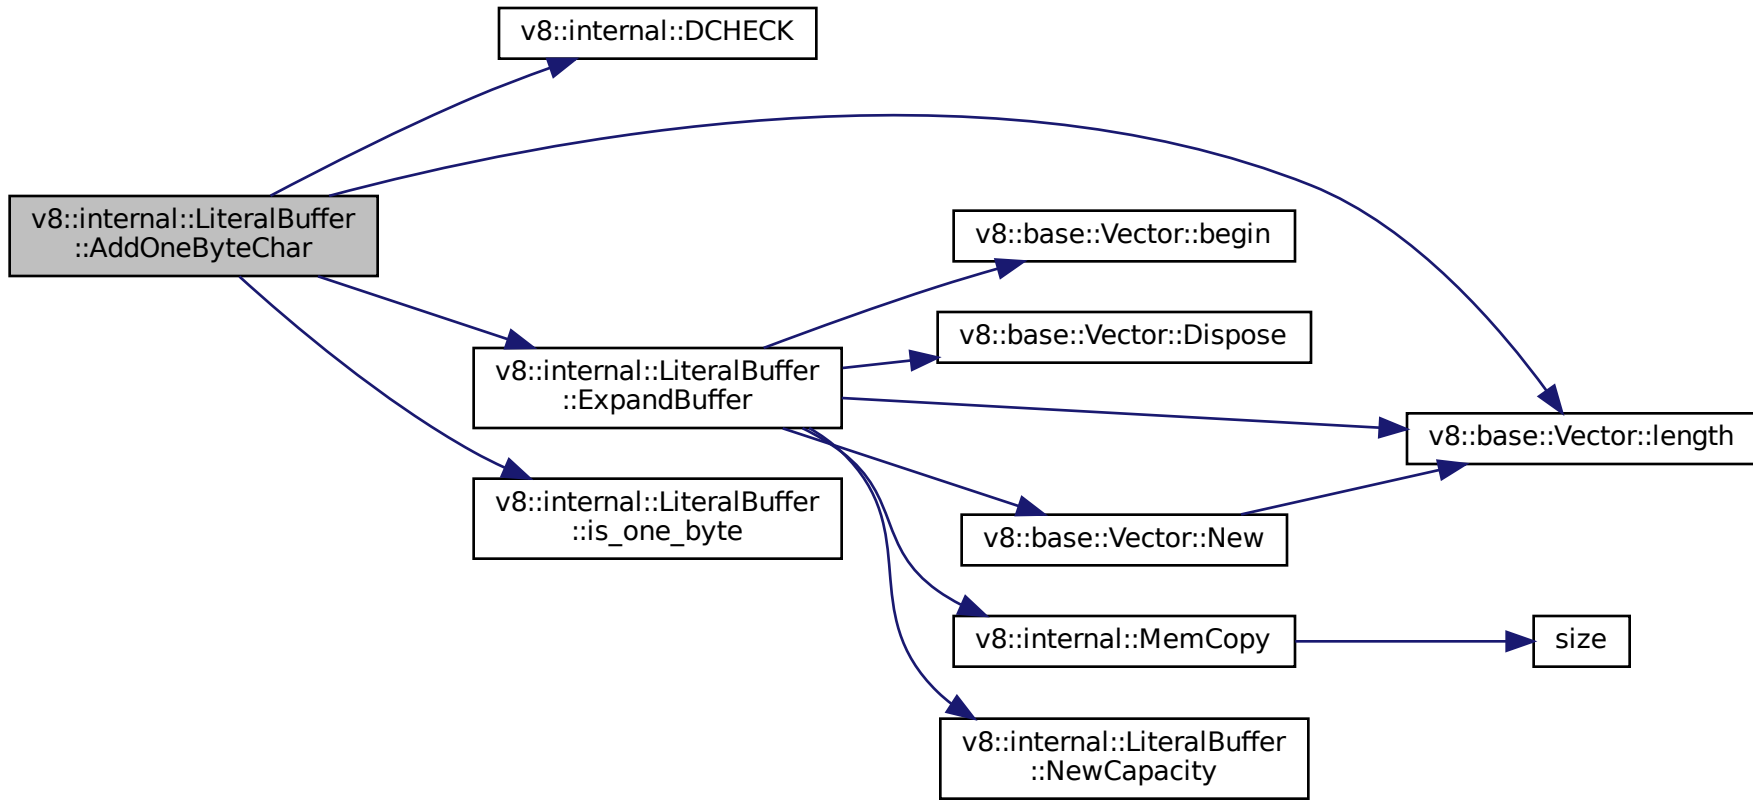 v8::internal::DCHECK
v8::internal::LiteralBuffer
::AddOneByteChar
v8::base::Vector::begin
v8::base::Vector::Dispose
v8::internal::LiteralBuffer
::ExpandBuffer
v8::base::Vector::length
v8::internal::LiteralBuffer
::is_one_byte
v8::base::Vector::New
v8::internal::MemCopy
size
v8::internal::LiteralBuffer
::NewCapacity